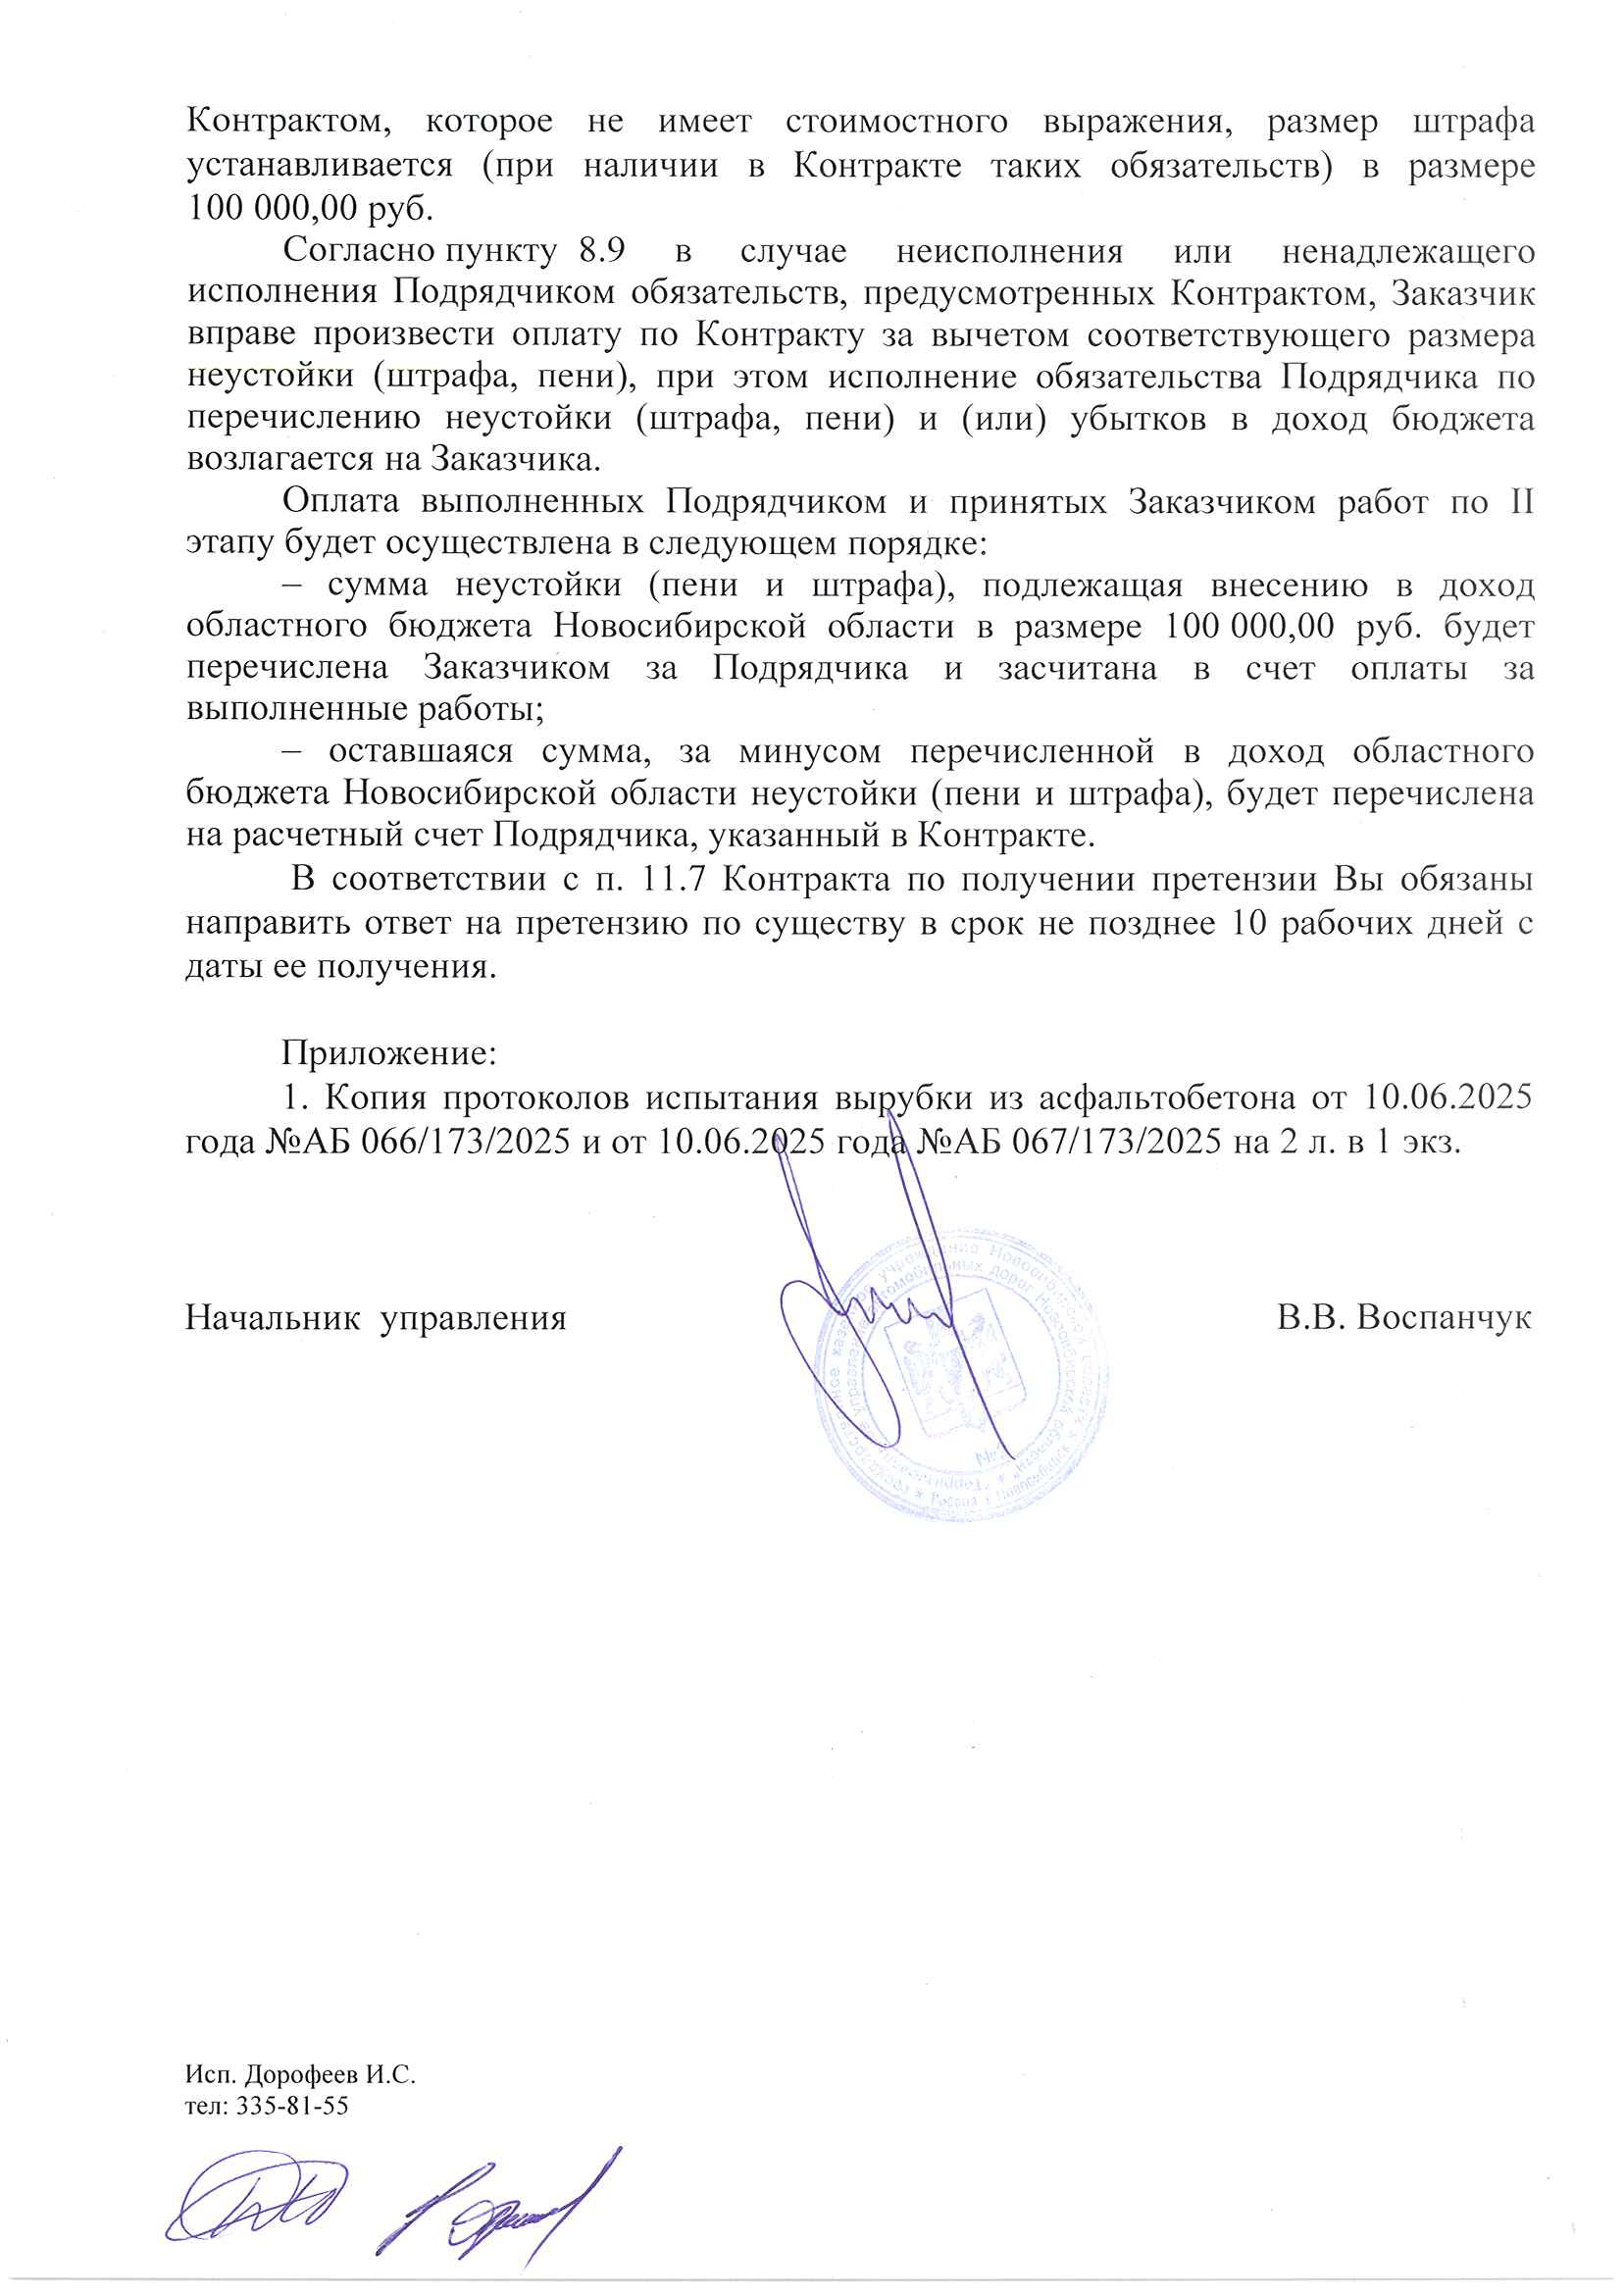 Контрактом, которое не имеет стоимостного выражения, размер штрафа
устанавливается (при наличии в Контракте таких обязательств) в размере
100 000,00 руб.
Согласно пункту 8.9 в случае неисполнения или ненадлежащего
исполнения Подрядчиком обязательств, предусмотренных Контрактом, Заказчик
вправе произвести оплату по Контракту за вычетом соответствующего размера
неустойки (штрафа, пени), при этом исполнение обязательства Подрядчика по
перечислению неустойки (штрафа, пени) и (или) убытков в доход бюджета
возлагается на Заказчика.
Оплата выполненных Подрядчиком и принятых Заказчиком работ по II
этапу будет осуществлена в следующем порядке:
– сумма неустойки (пени и штрафа), подлежащая внесению в доход
областного бюджета Новосибирской области в размере 100 000,00 руб. будет
перечислена Заказчиком за Подрядчика и засчитана в счет оплаты за
выполненные работы;
– оставшаяся сумма, за минусом перечисленной в доход областного
бюджета Новосибирской области неустойки (пени и штрафа), будет перечислена
на расчетный счет Подрядчика, указанный в Контракте.
В соответствии с п. 11.7 Контракта по получении претензии Вы обязаны
направить ответ на претензию по существу в срок не позднее 10 рабочих дней с
даты ее получения.
Приложение:
1. Копия протоколов испытания вырубки из асфальтобетона от 10.06.2025
года №АБ 066/173/2025 и от 10.06.2025 года №АБ 067/173/2025 на 2 л. в 1 экз.
Начальник управления В.В. Воспанчук
Исп. Дорофеев И.С.
тел: 335-81-55